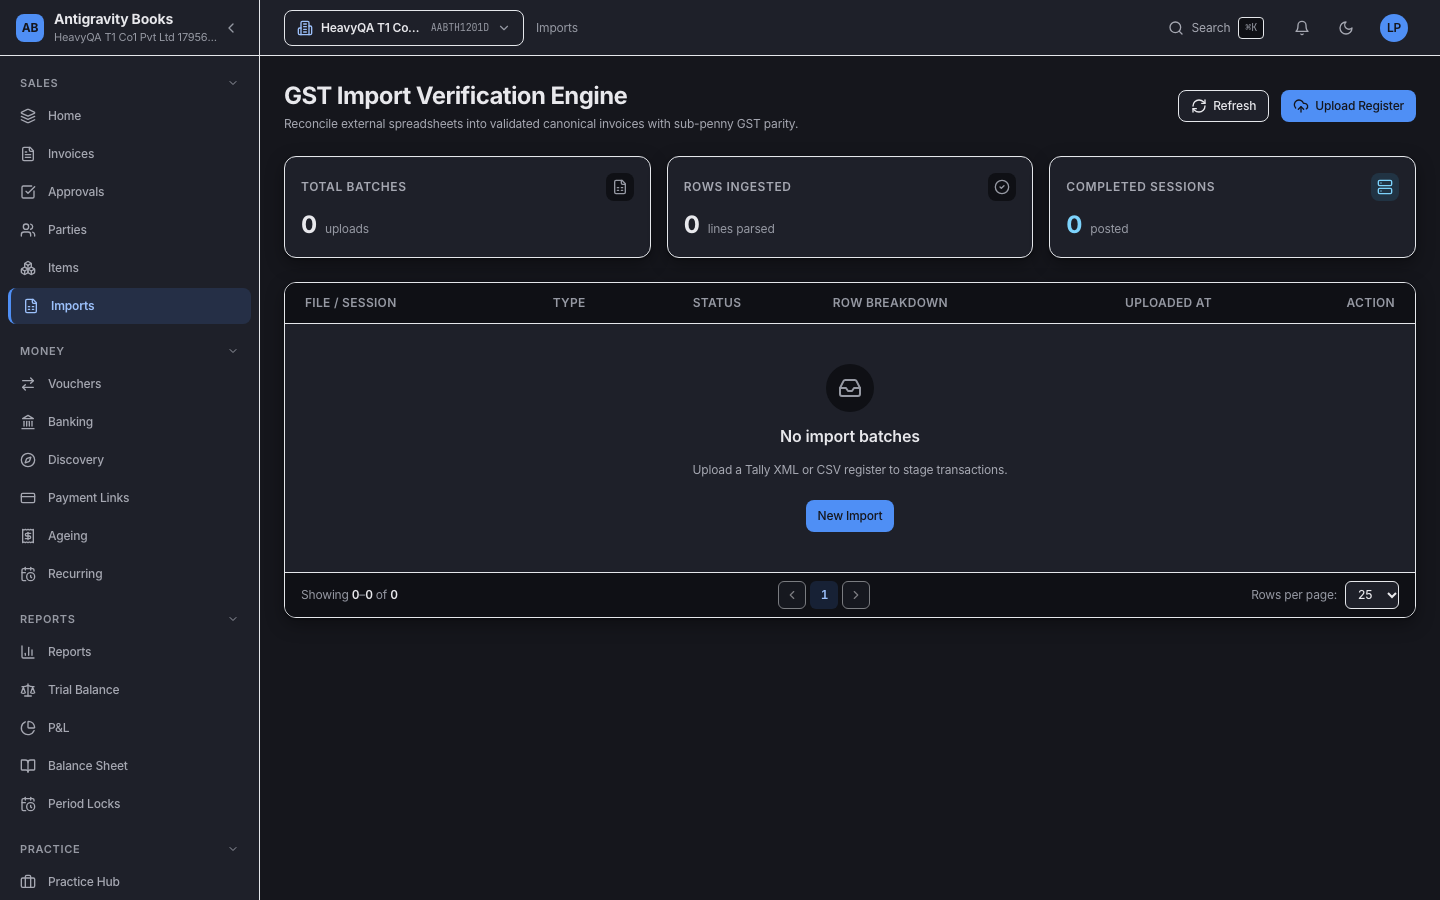 AB
Antigravity Books
HeavyQA T1 Co1 Pvt Ltd 17956...
HeavyQA T1 Co...
AABTH1201D
Imports
Search
⌘K
LP
SALES
Home
Invoices
Approvals
Parties
Items
Imports
MONEY
Vouchers
Banking
Discovery
Payment Links
Ageing
Recurring
REPORTS
Reports
Trial Balance
P&L
Balance Sheet
Period Locks
PRACTICE
Practice Hub
GST Import Verification Engine
Reconcile external spreadsheets into validated canonical invoices with sub-penny GST parity.
Refresh
Upload Register
TOTAL BATCHES
0 uploads
ROWS INGESTED
0 lines parsed
COMPLETED SESSIONS
0 posted
FILE / SESSION TYPE STATUS ROW BREAKDOWN UPLOADED AT ACTION
No import batches
Upload a Tally XML or CSV register to stage transactions.
New Import
Showing 0–0 of 0
1
Rows per page: 25